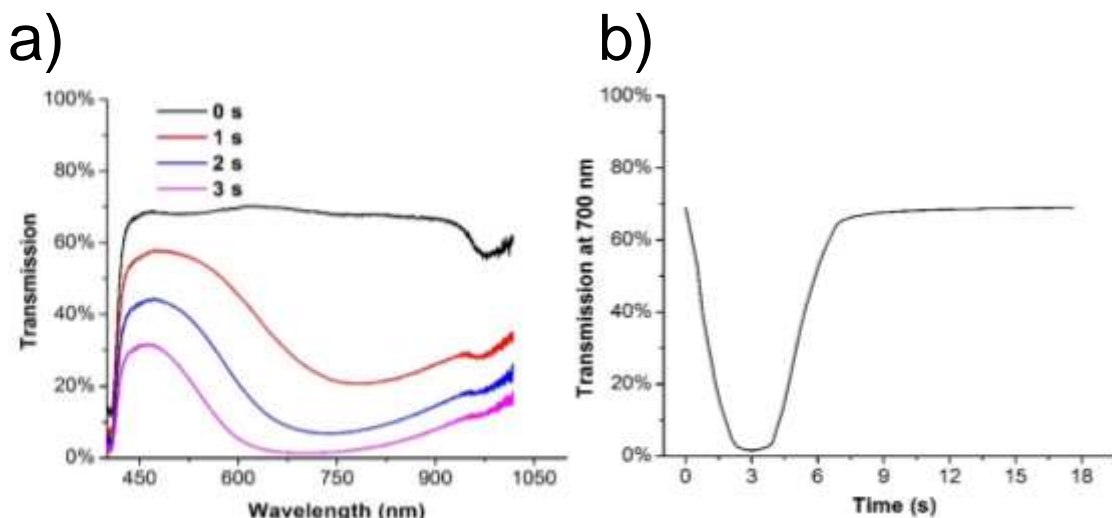 a)
100%
80%
60%
40%
20%
0%
Transmission
0 s
1 s
2 s
3 s
450
600
750
900
1050
Wavelength (nm)
b)
100%
80%
60%
40%
20%
0%
Transmission at 700 nm
0
3
6
9
12
15
18
Time (s)